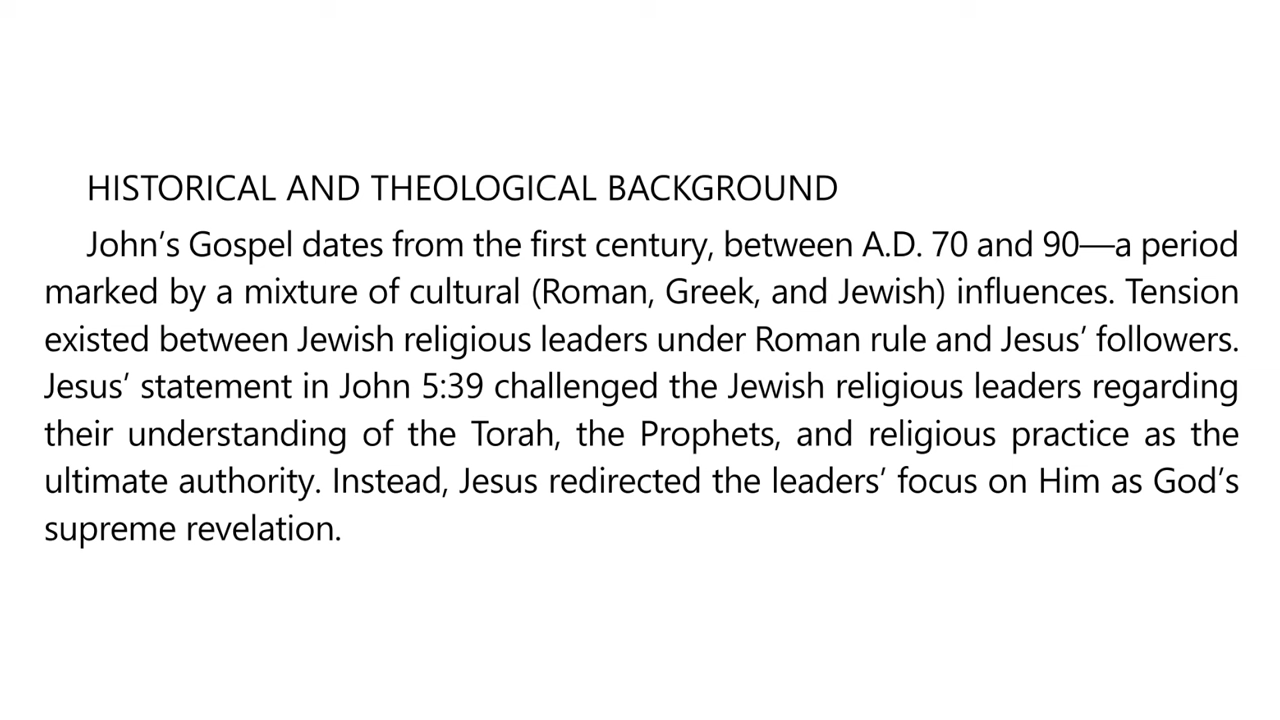 HISTORICAL AND THEOLOGICAL BACKGROUND
John’s Gospel dates from the first century, between A.D. 70 and 90—a period
marked by a mixture of cultural (Roman, Greek, and Jewish) influences. Tension
existed between Jewish religious leaders under Roman rule and Jesus’ followers.
Jesus’ statement in John 5:39 challenged the Jewish religious leaders regarding
their understanding of the Torah, the Prophets, and religious practice as the
ultimate authority. Instead, Jesus redirected the leaders’ focus on Him as God’s
supreme revelation.